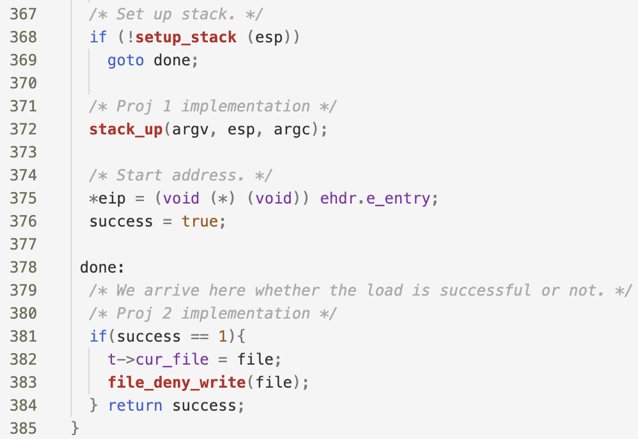 367 /* Set up stack. */
368 if (!setup_stack (esp))
369 goto done;
370
371 /* Proj 1 implementation */
372 stack_up(argv, esp, argc);
373
374 /* Start address. */
375 *eip = (void (*) (void)) ehdr.e_entry;
376 success = true;
377
378 done:
379 /* We arrive here whether the load is successful or not. */
380 /* Proj 2 implementation */
381 if(success == 1){
382 t->cur_file = file;
383 file_deny_write(file);
384 } return success;
385 }